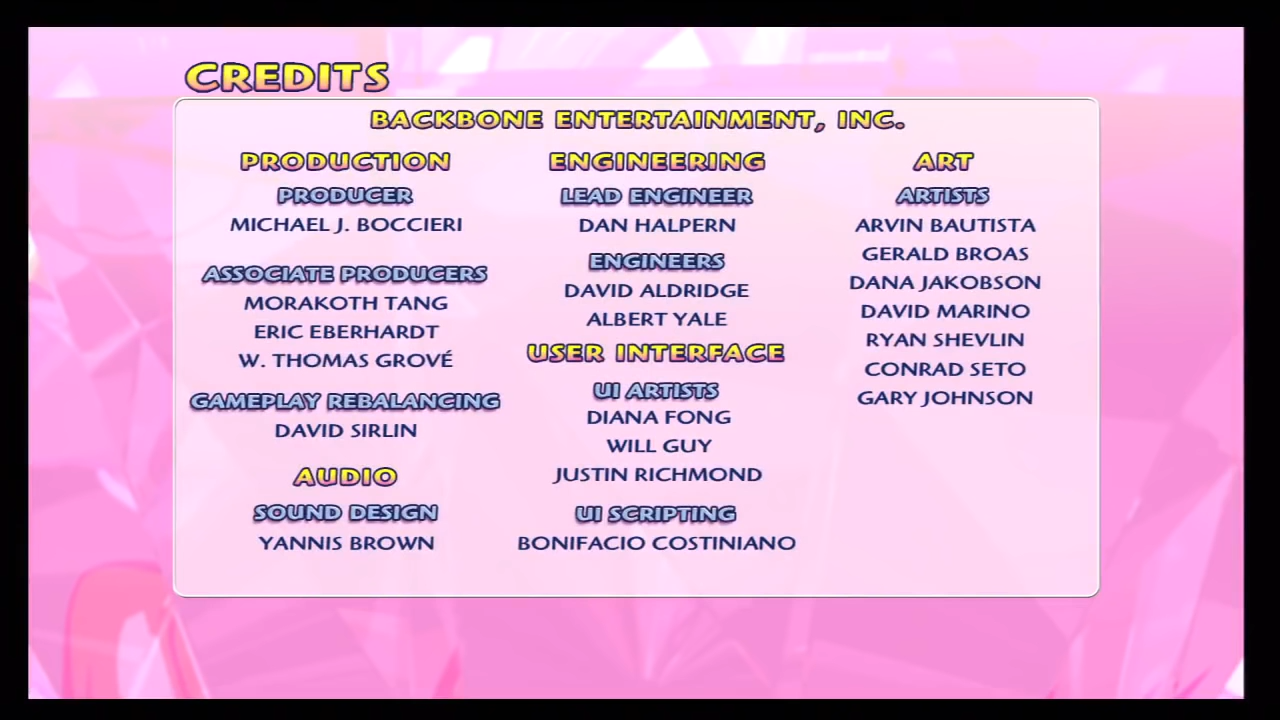 CREDITS
BACKBONE ENTERTAINMENT, INC.
PRODUCTION
PRODUCER
MICHAEL J. BOCCIERI
ASSOCIATE PRODUCERS
MORAKOTH TANG
ERIC EBERHARDT
W. THOMAS GROVÉ
GAMEPLAY REBALANCING
DAVID SIRLIN
AUDIO
SOUND DESIGN
YANNIS BROWN
ENGINEERING
LEAD ENGINEER
DAN HALPERN
ENGINEERS
DAVID ALDRIDGE
ALBERT YALE
USER INTERFACE
UI ARTISTS
DIANA FONG
WILL GUY
JUSTIN RICHMOND
UI SCRIPTING
BONIFACIO COSTINIANO
ART
ARTISTS
ARVIN BAUTISTA
GERALD BROAS
DANA JAKOBSON
DAVID MARINO
RYAN SHEVLIN
CONRAD SETO
GARY JOHNSON